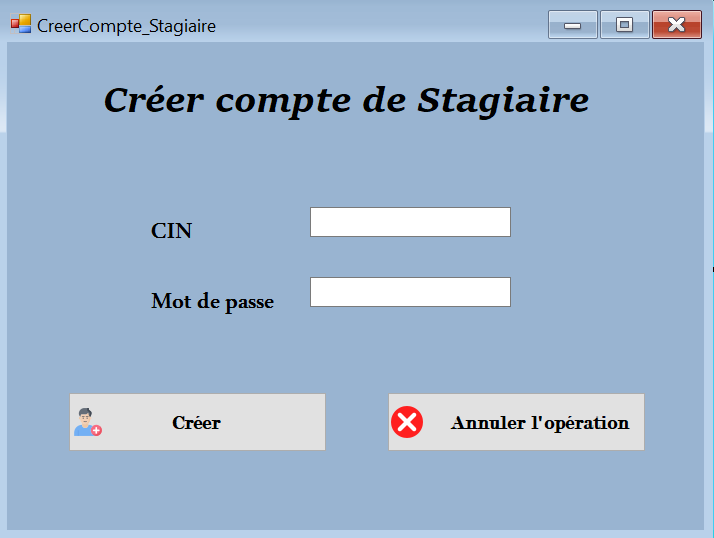 CreerCompte_Stagiaire
Créer compte de Stagiaire
CIN
Mot de passe
Créer
Annuler l'opération